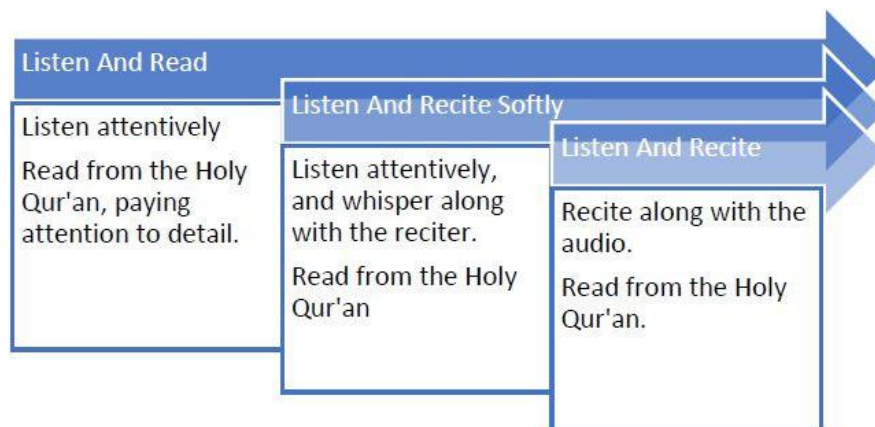 Listen And Read
Listen attentively
Read from the Holy
Qur'an, paying
attention to detail.
Listen And Recite Softly
Listen attentively,
and whisper along
with the reciter.
Read from the Holy
Qur'an
Listen And Recite
Recite along with the
audio.
Read from the Holy
Qur'an.